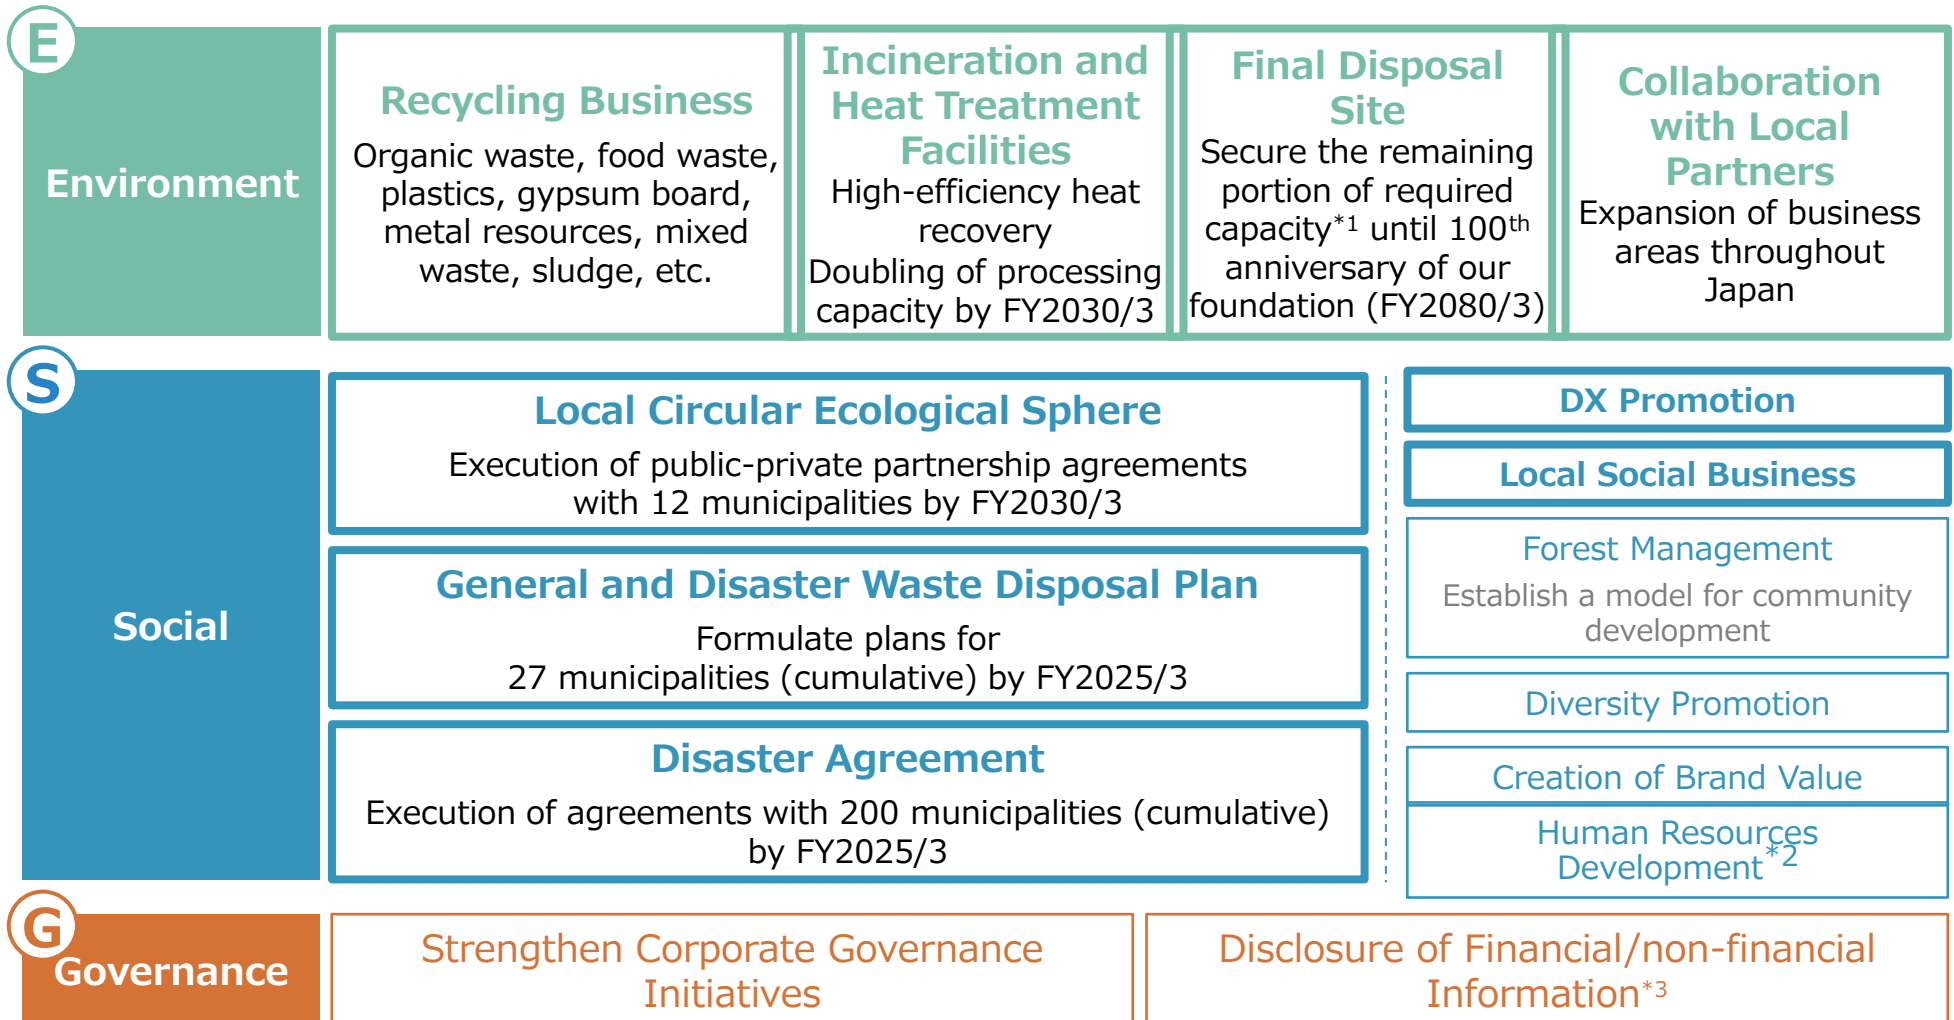 E
Environment
Recycling Business
Organic waste, food waste,
plastics, gypsum board,
metal resources, mixed
waste, sludge, etc.
Incineration and
Heat Treatment
Facilities
High-efficiency heat
recovery
Doubling of processing
capacity by FY2030/3
Final Disposal
Site
Secure the remaining
portion of required
capacity*1 until 100th
anniversary of our
foundation (FY2080/3)
Collaboration
with Local
Partners
Expansion of business
areas throughout
Japan
S
Social
Local Circular Ecological Sphere
Execution of public-private partnership agreements
with 12 municipalities by FY2030/3
General and Disaster Waste Disposal Plan
Formulate plans for
27 municipalities (cumulative) by FY2025/3
Disaster Agreement
Execution of agreements with 200 municipalities (cumulative)
by FY2025/3
DX Promotion
Local Social Business
Forest Management
Establish a model for community
development
Diversity Promotion
Creation of Brand Value
Human Resources
Development*2
G
Governance
Strengthen Corporate Governance
Initiatives
Disclosure of Financial/non-financial
Information*3